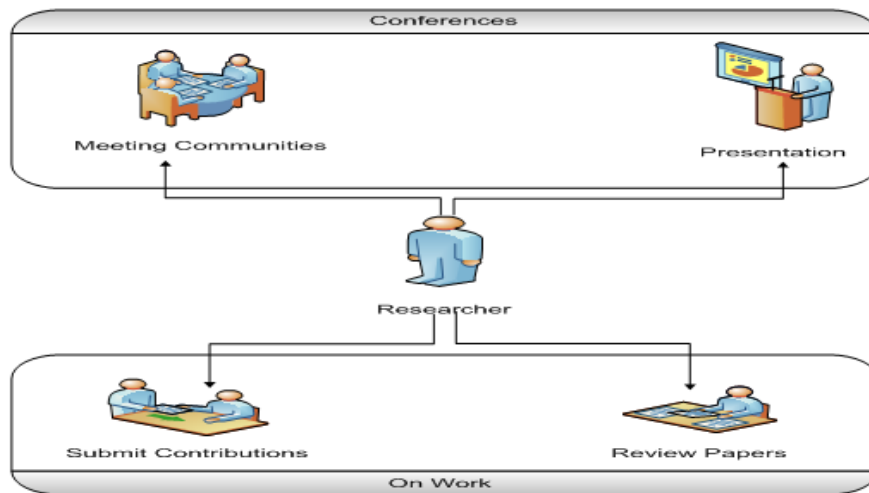 Conferences
Meeting Communities
Presentation
Researcher
Submit Contributions
Review Papers
On Work